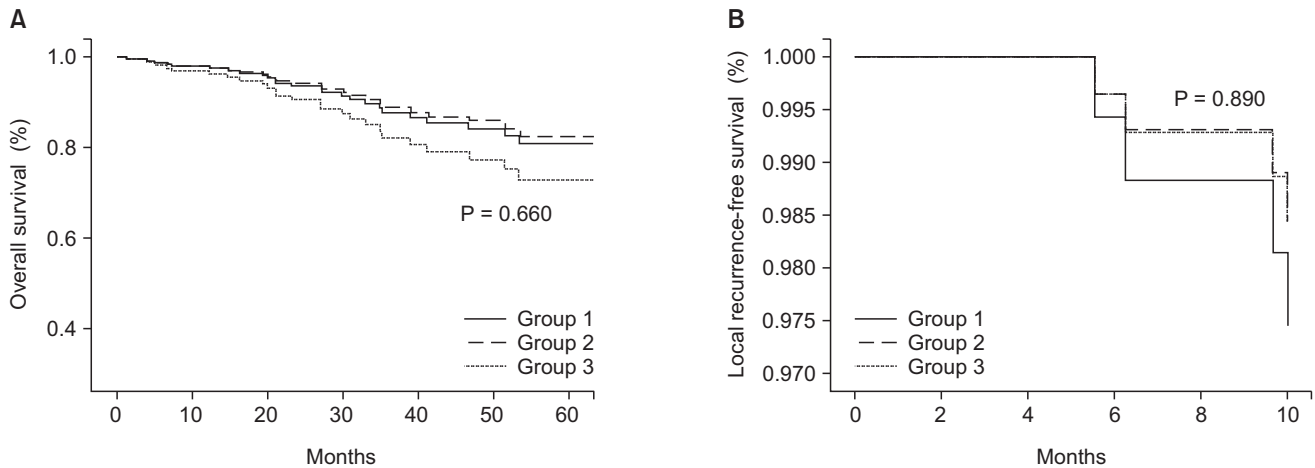 A
Overall survival (%)
1.0
0.8
0.6
0.4
P = 0.660
Group 1
Group 2
Group 3
0 10 20 30 40 50 60
Months
B
Local recurrence-free survival (%)
1.000
0.995
0.990
0.985
0.980
0.975
0.970
P = 0.890
Group 1
Group 2
Group 3
0 2 4 6 8 10
Months